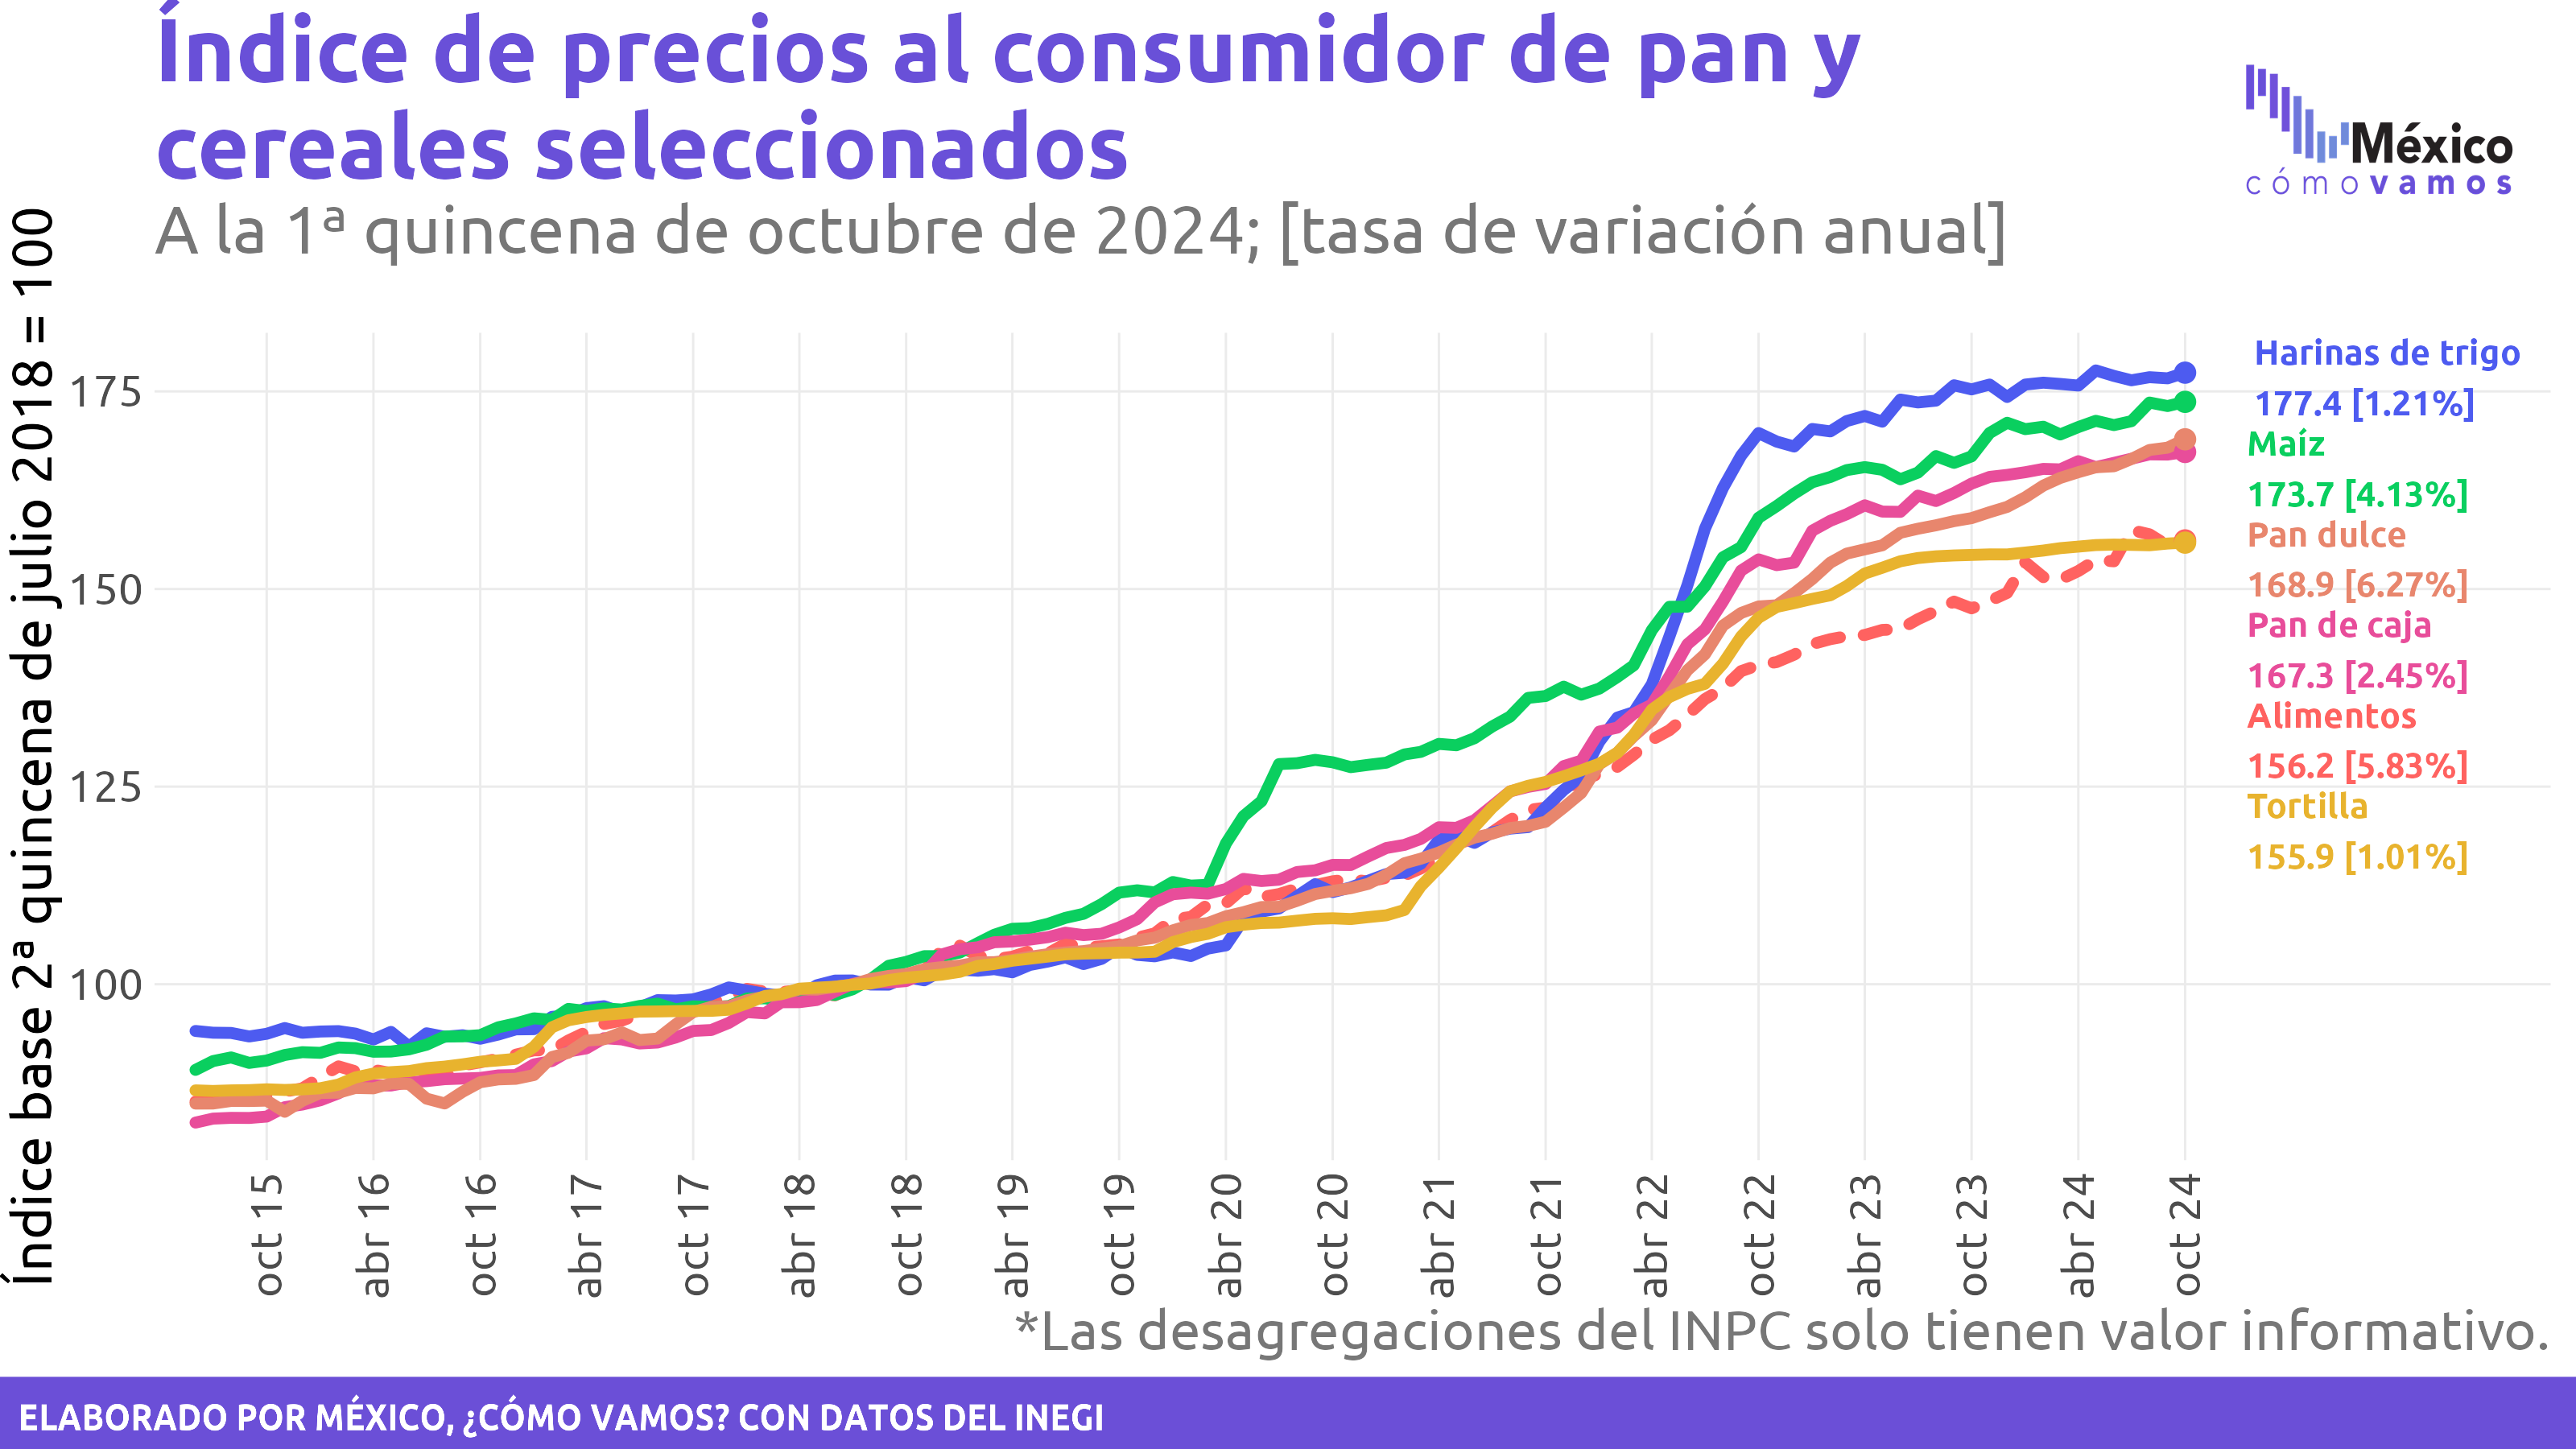 Índice de precios al consumidor de pan y
cereales seleccionados
A la 1ª quincena de octubre de 2024; [tasa de variación anual]
México
cómo vamos
Índice base 2ª quincena de julio 2018 = 100
175
150
125
100
Harinas de trigo
177.4 [1.21%]
Maíz
173.7 [4.13%]
Pan dulce
168.9 [6.27%]
Pan de caja
167.3 [2.45%]
Alimentos
156.2 [5.83%]
Tortilla
155.9 [1.01%]
oct 15
abr 16
oct 16
abr 17
oct 17
abr 18
oct 18
abr 19
oct 19
abr 20
oct 20
abr 21
oct 21
abr 22
oct 22
abr 23
oct 23
abr 24
oct 24
*Las desagregaciones del INPC solo tienen valor informativo.
ELABORADO POR MÉXICO, ¿CÓMO VAMOS? CON DATOS DEL INEGI